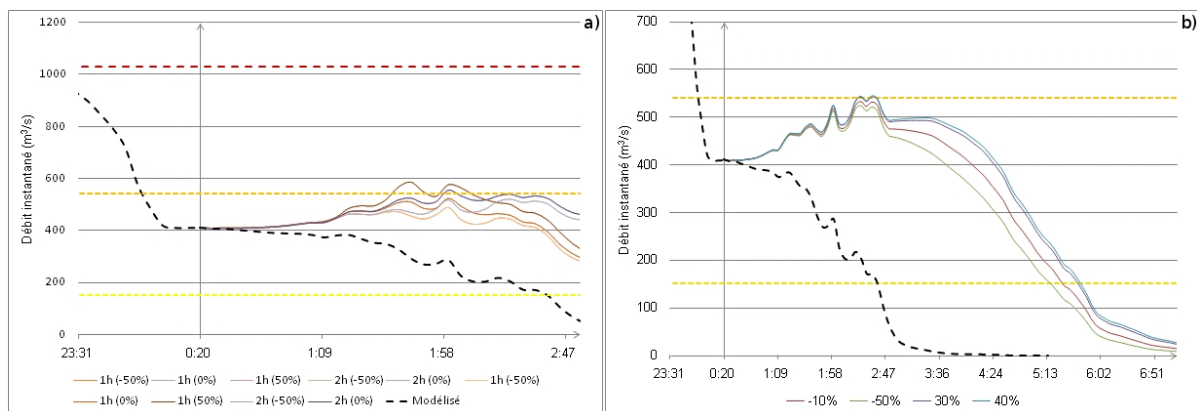 a)
Débit instantané (m³/s)
1200
1000
800
600
400
200
0
23:31 0:20 1:09 1:58 2:47
1h (-50%) 1h (0%) 1h (50%) 2h (-50%) 2h (0%) 1h (-50%)
1h (0%) 1h (50%) 2h (-50%) 2h (0%) Modélisé
b)
Débit instantané (m³/s)
700
600
500
400
300
200
100
0
23:31 0:20 1:09 1:58 2:47 3:36 4:24 5:13 6:02 6:51
-10% -50% 30% 40%